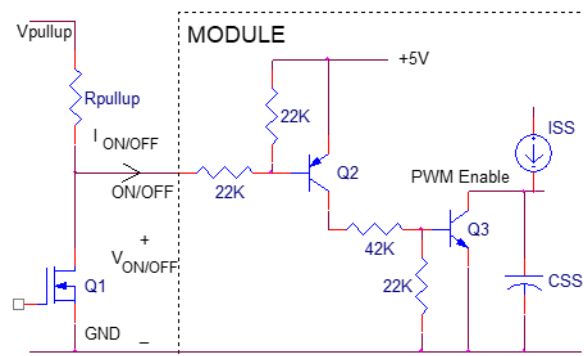 Vpullup
MODULE
+5V
Rpullup
22K
I ON/OFF
ISS
Q2
PWM Enable
ON/OFF
22K
Q3
+
42K
V ON/OFF
CSS
22K
Q1
GND
–